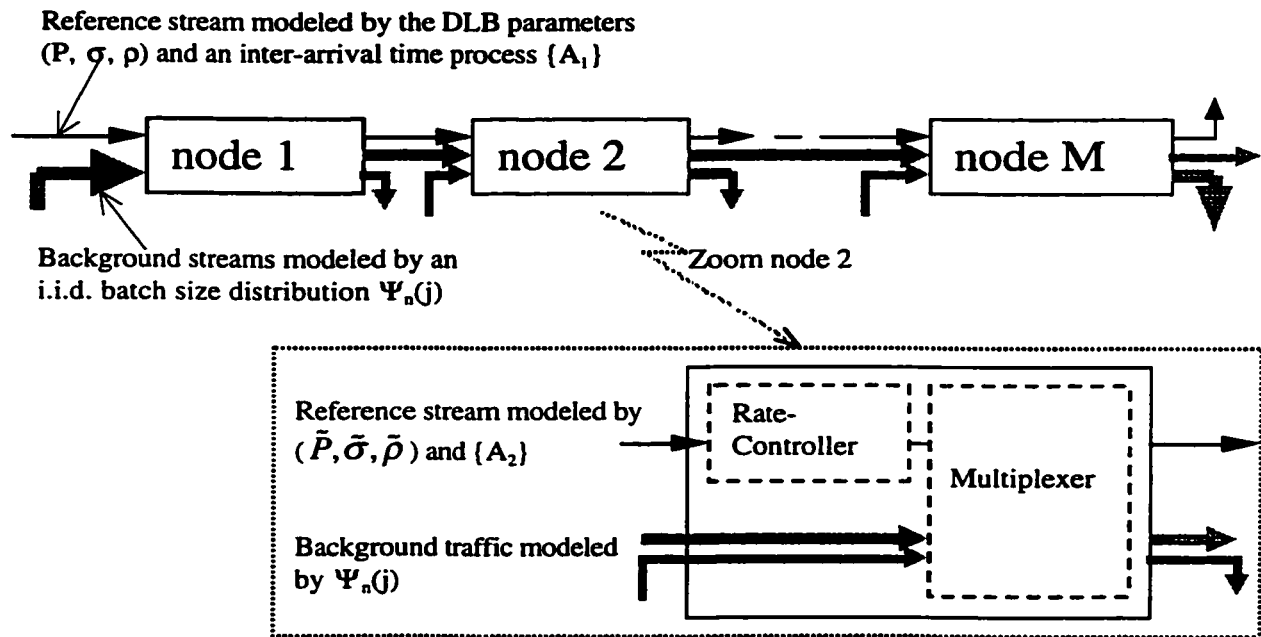 Reference stream modeled by the DLB parameters
(P, σ, ρ) and an inter-arrival time process {A₁}
node 1
node 2
node M
Background streams modeled by an
i.i.d. batch size distribution Ψₙ(j)
Zoom node 2
Reference stream modeled by
(P̃, σ̃, ρ̃) and {A₂}
Rate-
Controller
Multiplexer
Background traffic modeled
by Ψₙ(j)